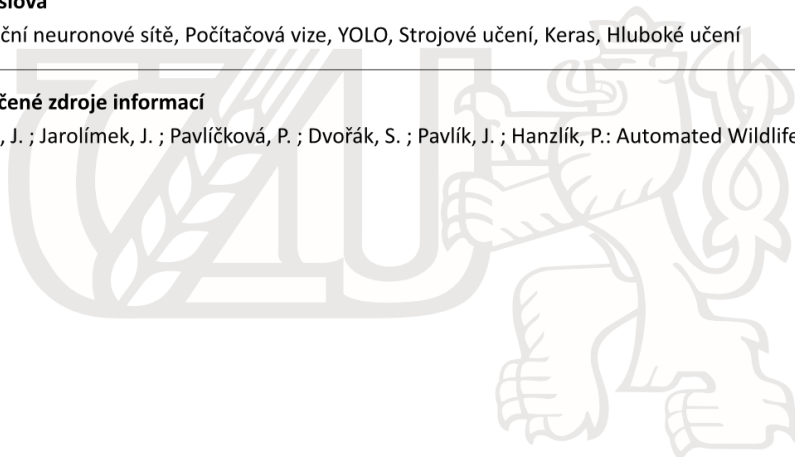 slova
ční neuronové sítě, Počítačová vize, YOLO, Strojové učení, Keras, Hluboké učení
čené zdroje informací
, J. ; Jarolímek, J. ; Pavlíčková, P. ; Dvořák, S. ; Pavlík, J. ; Hanzlík, P.: Automated Wildlife
ČZU